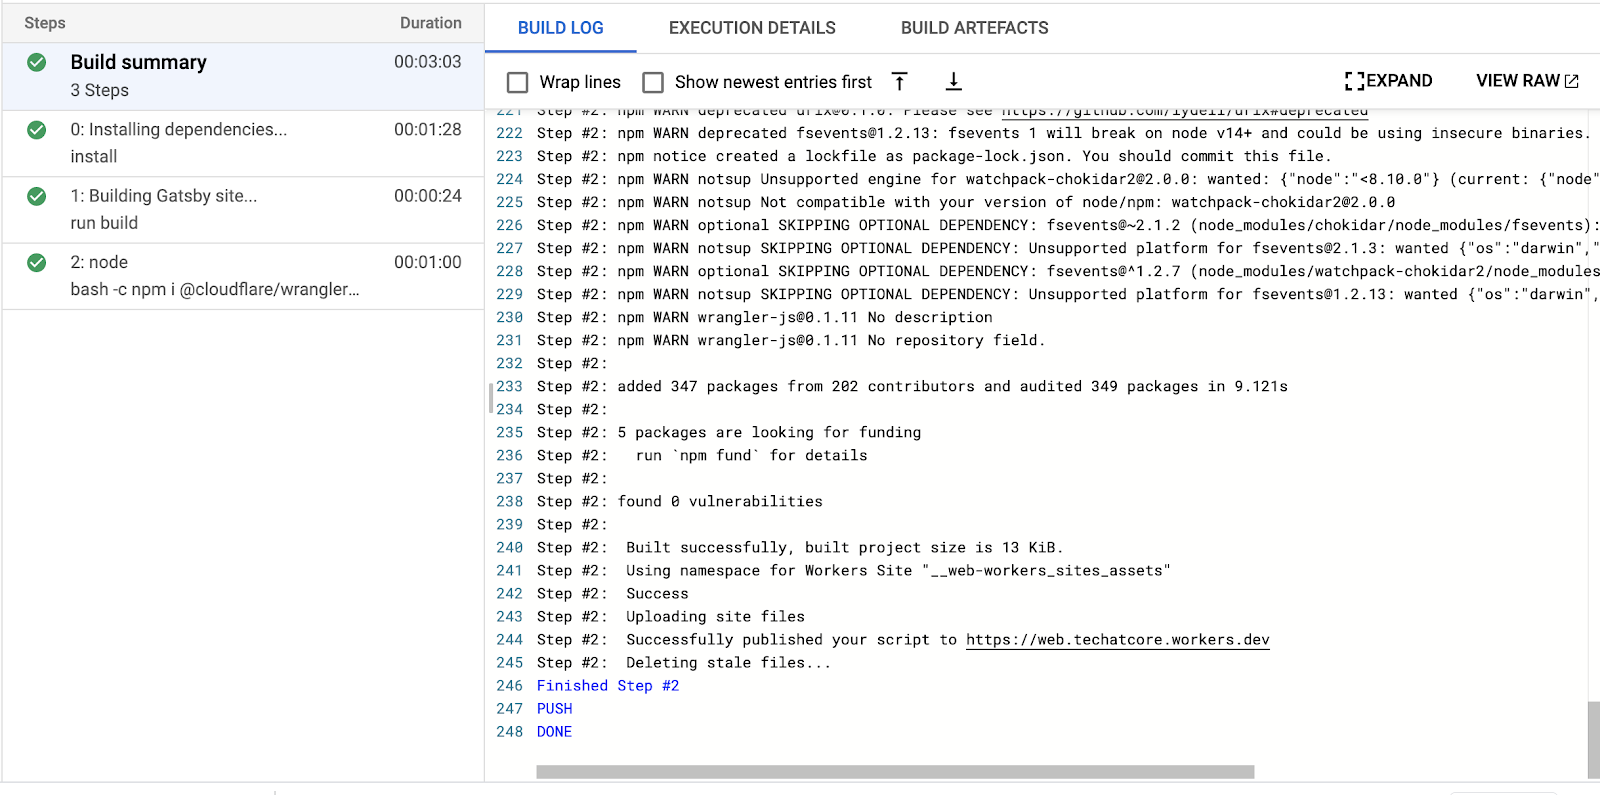 Steps Duration
Build summary 00:03:03
3 Steps
0: Installing dependencies... 00:01:28
install
1: Building Gatsby site... 00:00:24
run build
2: node 00:01:00
bash -c npm i @cloudflare/wrangler...
BUILD LOG EXECUTION DETAILS BUILD ARTEFACTS
Wrap lines Show newest entries first EXPAND VIEW RAW
221 Step #2: npm WARN deprecated urix@0.1.0: Please see https://github.com/lydell/urix#deprecated
222 Step #2: npm WARN deprecated fsevents@1.2.13: fsevents 1 will break on node v14+ and could be using insecure binaries.
223 Step #2: npm notice created a lockfile as package-lock.json. You should commit this file.
224 Step #2: npm WARN notsup Unsupported engine for watchpack-chokidar2@2.0.0: wanted: {"node":"<8.10.0"} (current: {"node"
225 Step #2: npm WARN notsup Not compatible with your version of node/npm: watchpack-chokidar2@2.0.0
226 Step #2: npm WARN optional SKIPPING OPTIONAL DEPENDENCY: fsevents@~2.1.2 (node_modules/chokidar/node_modules/fsevents):
227 Step #2: npm WARN notsup SKIPPING OPTIONAL DEPENDENCY: Unsupported platform for fsevents@2.1.3: wanted {"os":"darwin","
228 Step #2: npm WARN optional SKIPPING OPTIONAL DEPENDENCY: fsevents@^1.2.7 (node_modules/watchpack-chokidar2/node_modules
229 Step #2: npm WARN notsup SKIPPING OPTIONAL DEPENDENCY: Unsupported platform for fsevents@1.2.13: wanted {"os":"darwin",
230 Step #2: npm WARN wrangler-js@0.1.11 No description
231 Step #2: npm WARN wrangler-js@0.1.11 No repository field.
232 Step #2:
233 Step #2: added 347 packages from 202 contributors and audited 349 packages in 9.121s
234 Step #2:
235 Step #2: 5 packages are looking for funding
236 Step #2: run `npm fund` for details
237 Step #2:
238 Step #2: found 0 vulnerabilities
239 Step #2:
240 Step #2: Built successfully, built project size is 13 KiB.
241 Step #2: Using namespace for Workers Site "__web-workers_sites_assets"
242 Step #2: Success
243 Step #2: Uploading site files
244 Step #2: Successfully published your script to https://web.techatcore.workers.dev
245 Step #2: Deleting stale files...
246 Finished Step #2
247 PUSH
248 DONE